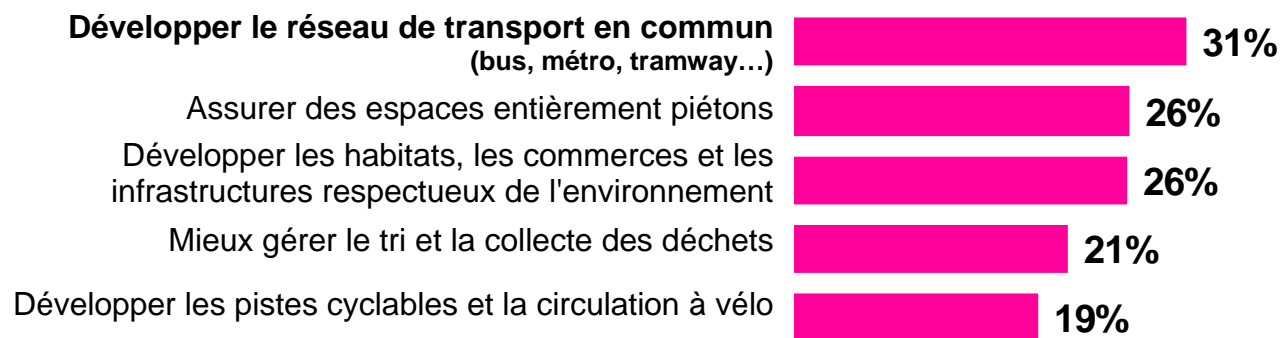 Développer le réseau de transport en commun
(bus, métro, tramway…)
31%
Assurer des espaces entièrement piétons
26%
Développer les habitats, les commerces et les
infrastructures respectueux de l'environnement
26%
Mieux gérer le tri et la collecte des déchets
21%
Développer les pistes cyclables et la circulation à vélo
19%